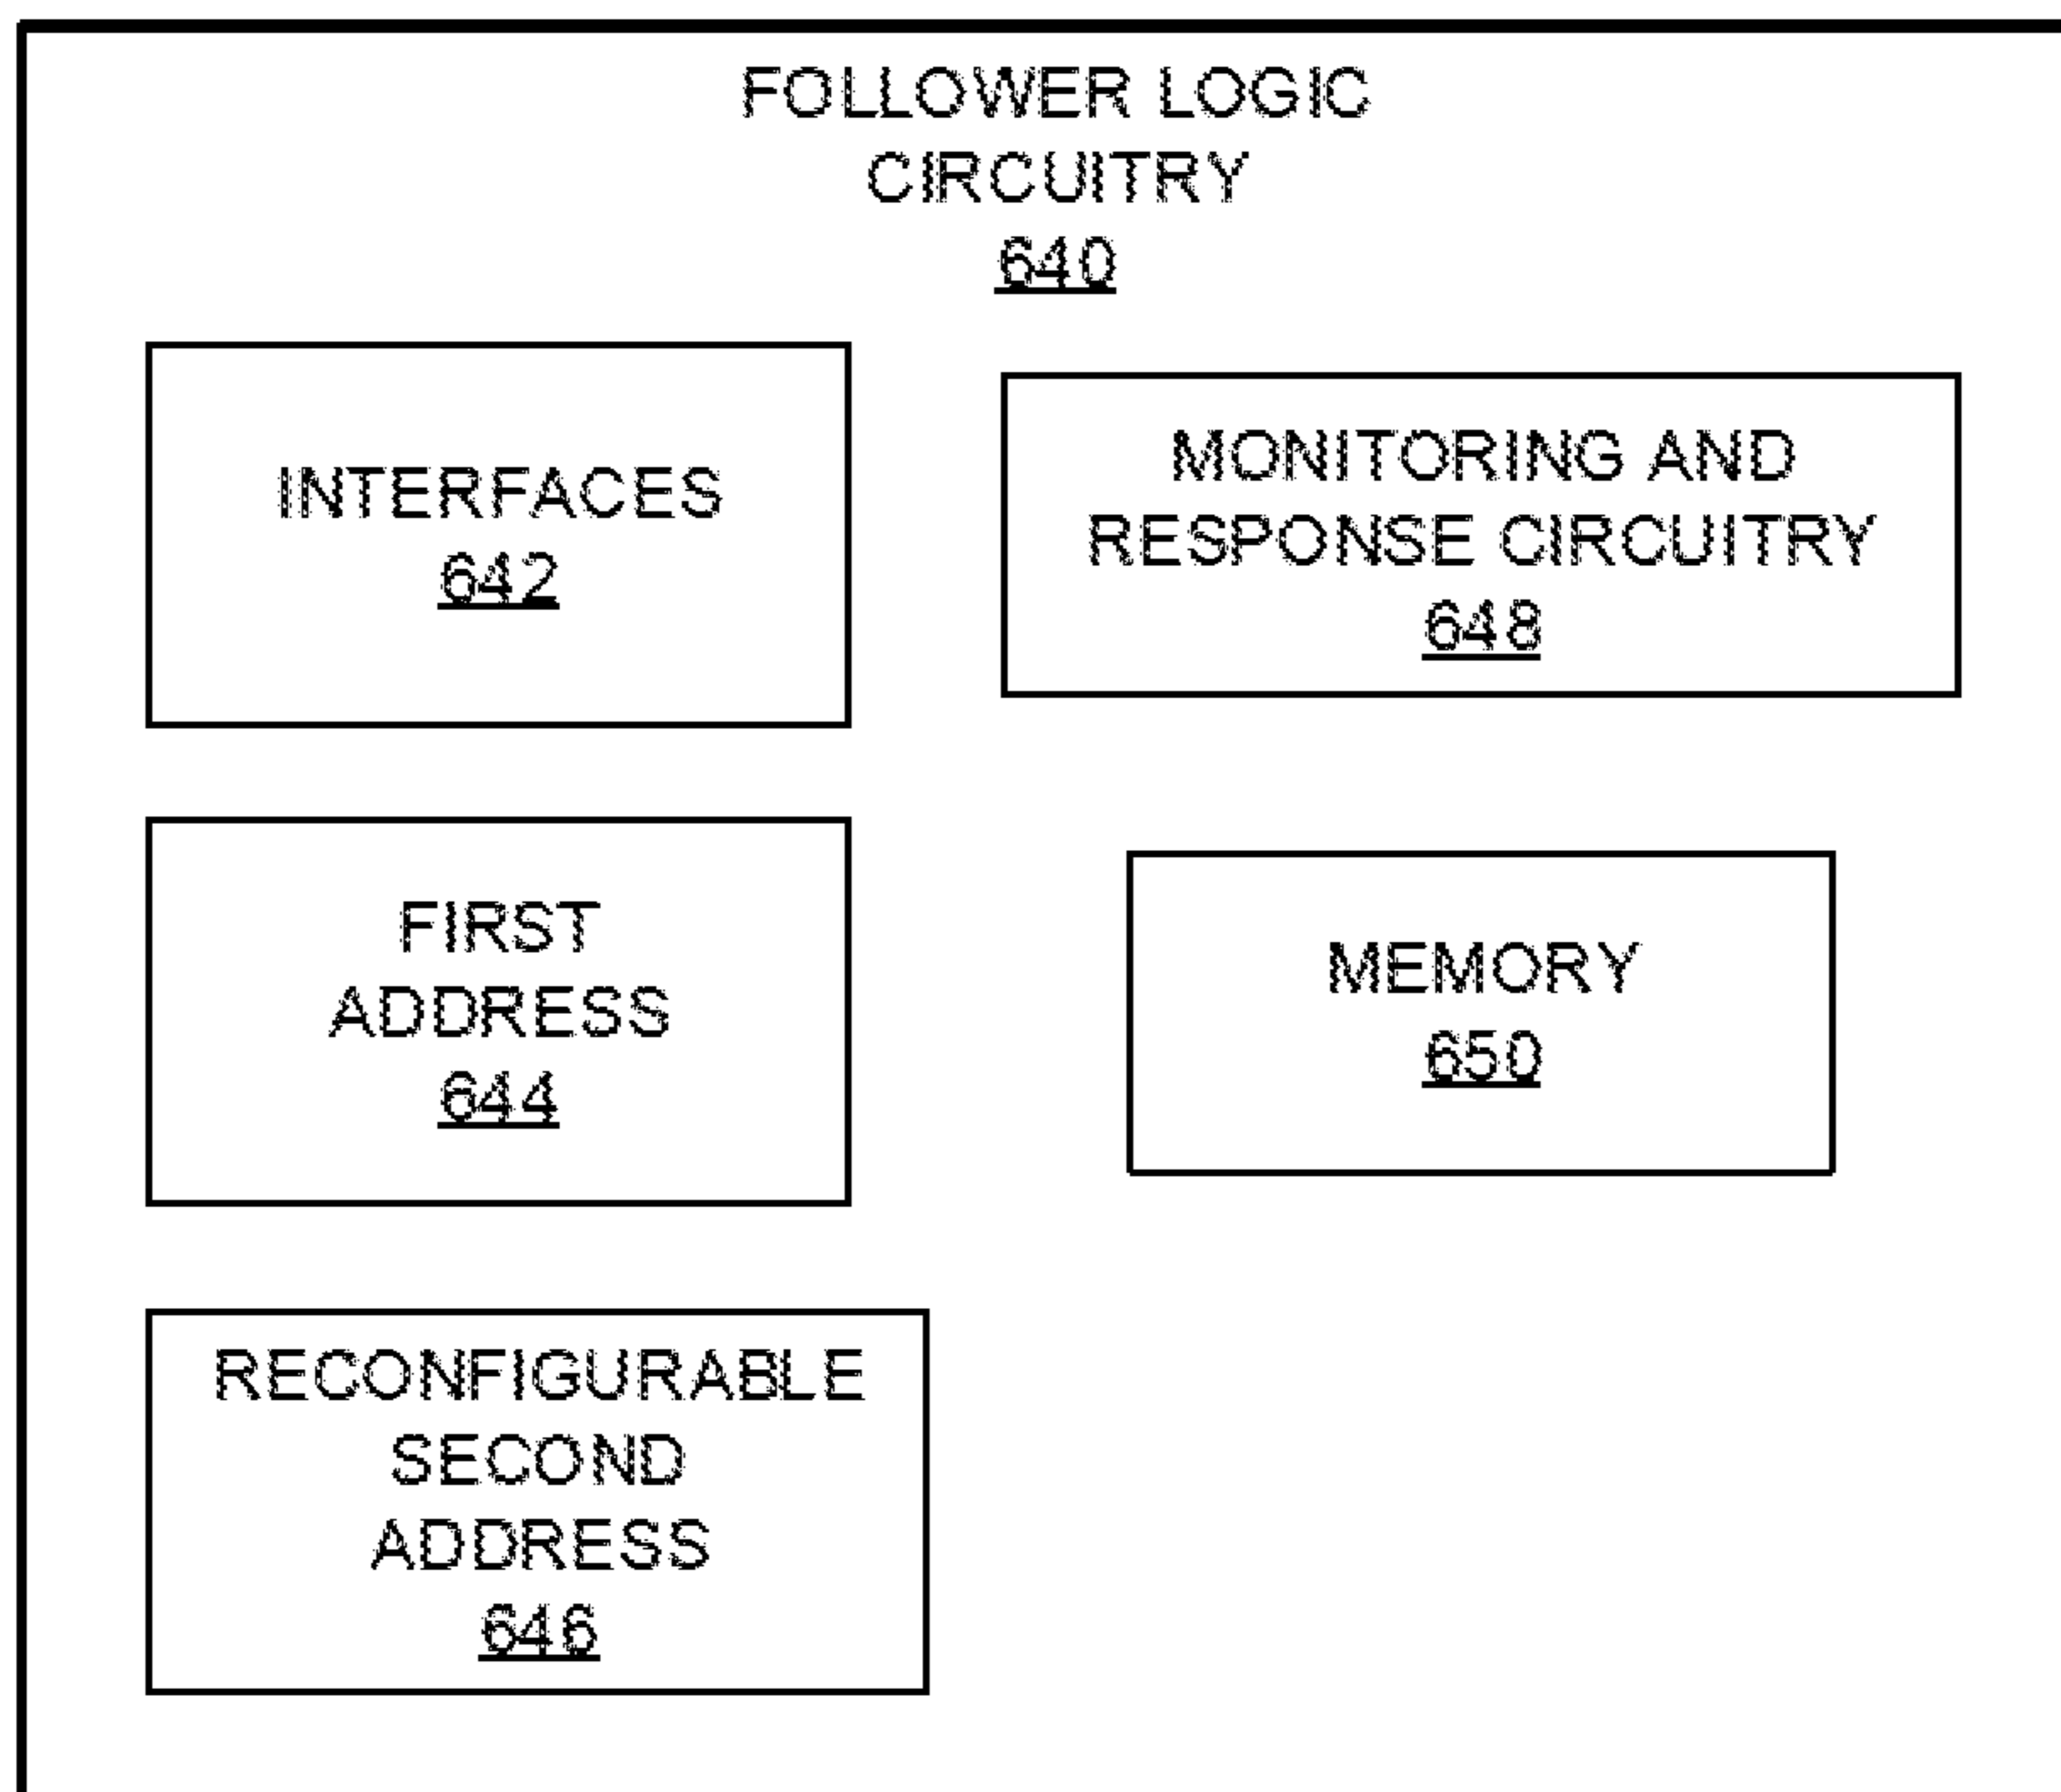 FOLLOWER LOGIC
CIRCUITRY
640
INTERFACES
642
MONITORING AND
RESPONSE CIRCUITRY
648
FIRST
ADDRESS
644
MEMORY
650
RECONFIGURABLE
SECOND
ADDRESS
646